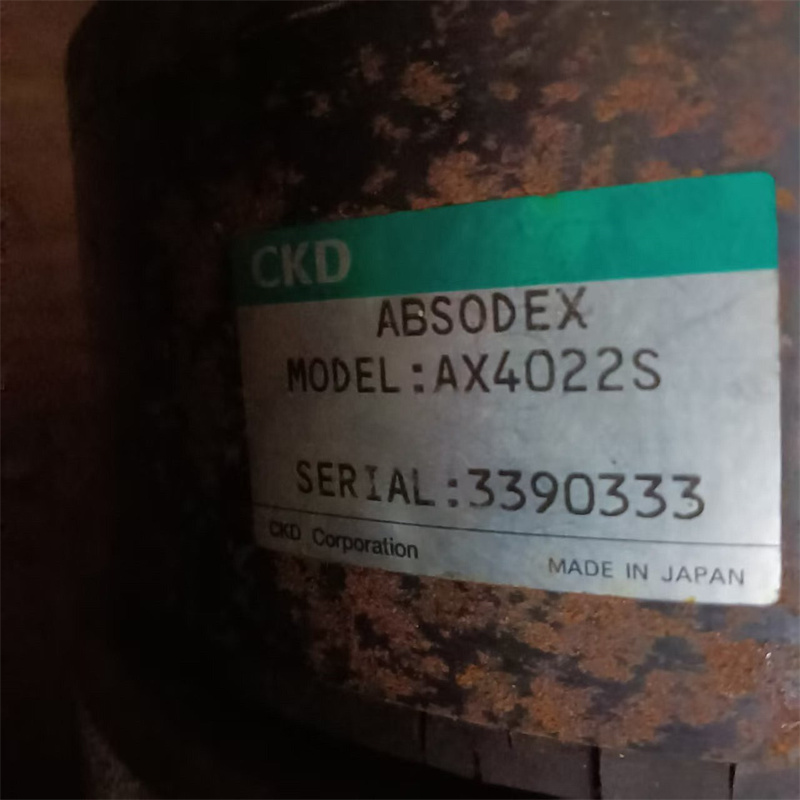 CKD
ABSODEX
MODEL:AX4022S
SERIAL:3390333
CKD Corporation
MADE IN JAPAN